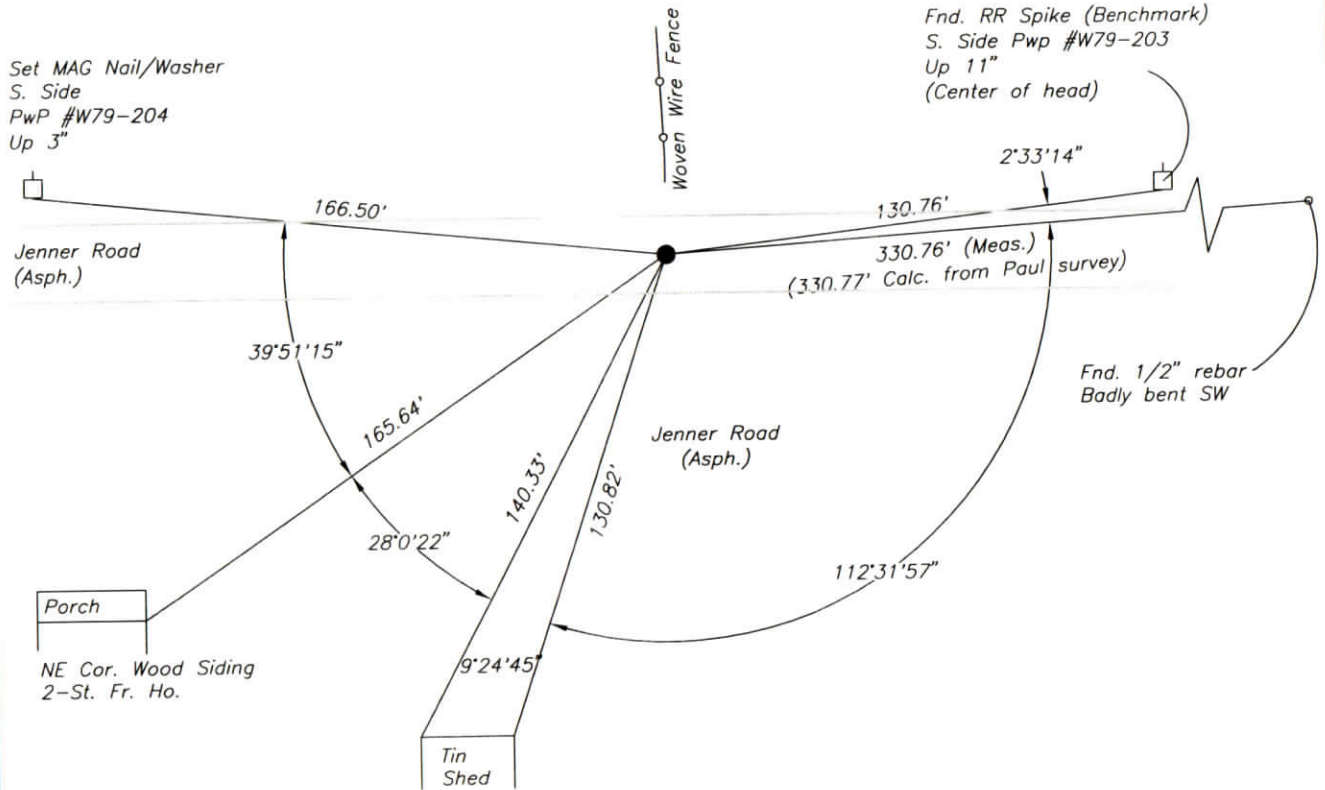 Set MAG Nail/Washer
S. Side
PwP #W79-204
Up 3"
Woven Wire Fence
Fnd. RR Spike (Benchmark)
S. Side Pwp #W79-203
Up 11"
(Center of head)
2°33'14"
166.50'
130.76'
Jenner Road
(Asph.)
330.76' (Meas.)
(330.77' Calc. from Paul survey)
39°51'15"
Fnd. 1/2" rebar
Badly bent SW
165.64'
Jenner Road
(Asph.)
140.33'
130.82'
28°0'22"
112°31'57"
Porch
NE Cor. Wood Siding
2-St. Fr. Ho.
9°24'45"
Tin
Shed